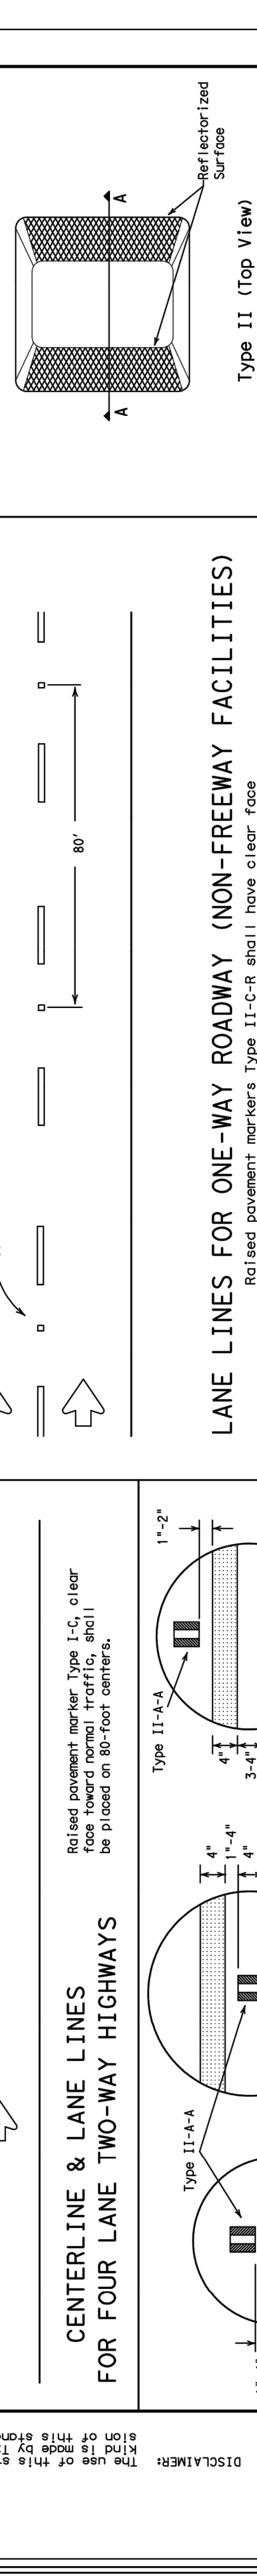 Reflectorized
Surface
A
A
Type II (Top View)
80'
LANE LINES FOR ONE-WAY ROADWAY (NON-FREEWAY FACILITIES)
Raised pavement markers Type II-C-R shall have clear face
CENTERLINE & LANE LINES
FOR FOUR LANE TWO-WAY HIGHWAYS
Raised pavement marker Type I-C, clear
face toward normal traffic, shall
be placed on 80-foot centers.
Type II-A-A
1"-2"
4"
3-4"
Type II-A-A
4"
1"-4"
4"
DISCLAIMER:
The use of this
kind is made by
sion of this